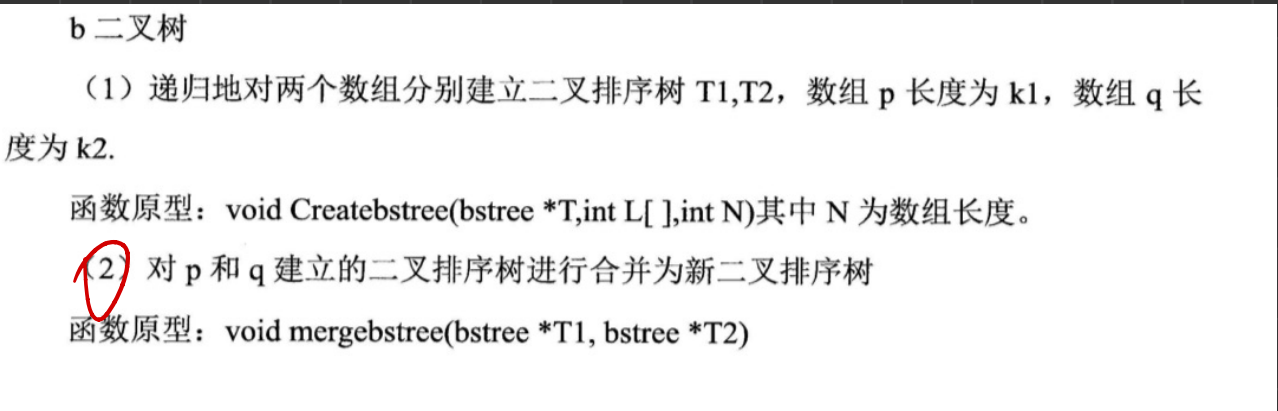 b 二叉树
（1）递归地对两个数组分别建立二叉排序树 T1,T2，数组 p 长度为 k1，数组 q 长
度为 k2.
函数原型：void Createbstree(bstree *T,int L[ ],int N)其中 N 为数组长度。
（2）对 p 和 q 建立的二叉排序树进行合并为新二叉排序树
函数原型：void mergebstree(bstree *T1, bstree *T2)